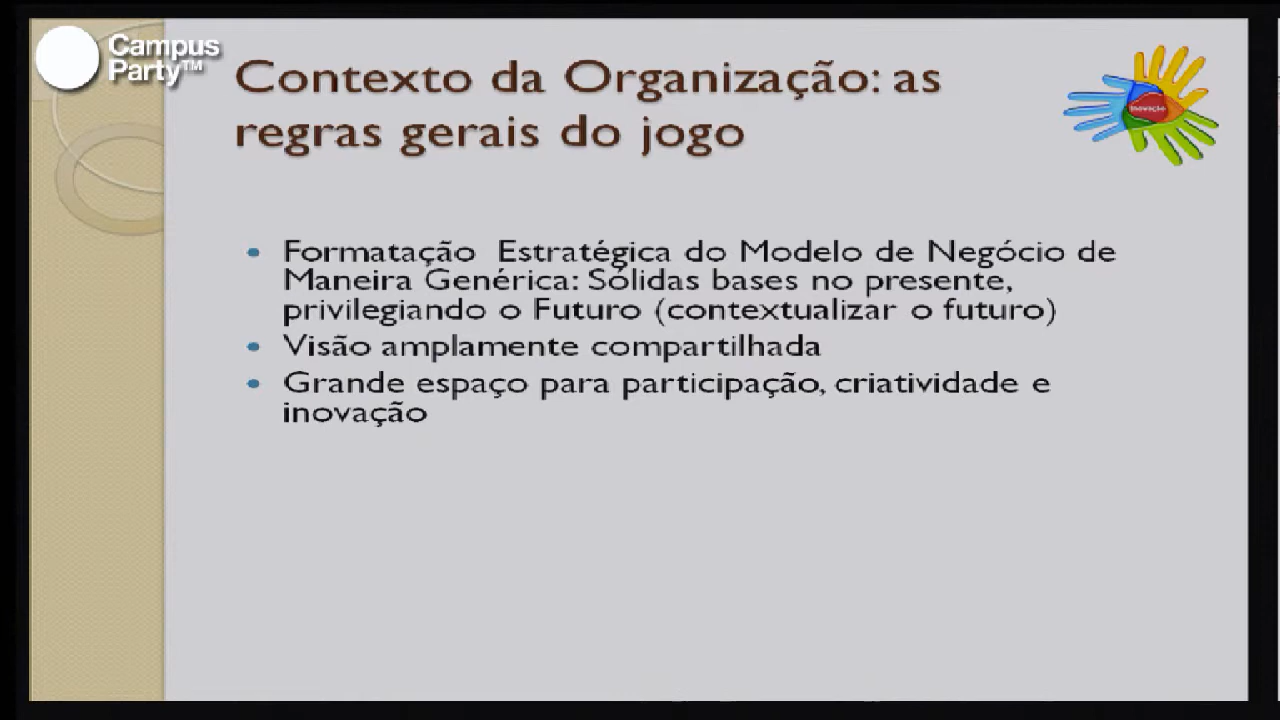 Campus
Party™
Contexto da Organização: as
regras gerais do jogo
Inovação
Formatação  Estratégica do Modelo de Negócio de
Maneira Genérica: Sólidas bases no presente,
privilegiando o Futuro (contextualizar o futuro)
Visão amplamente compartilhada
Grande espaço para participação, criatividade e
inovação